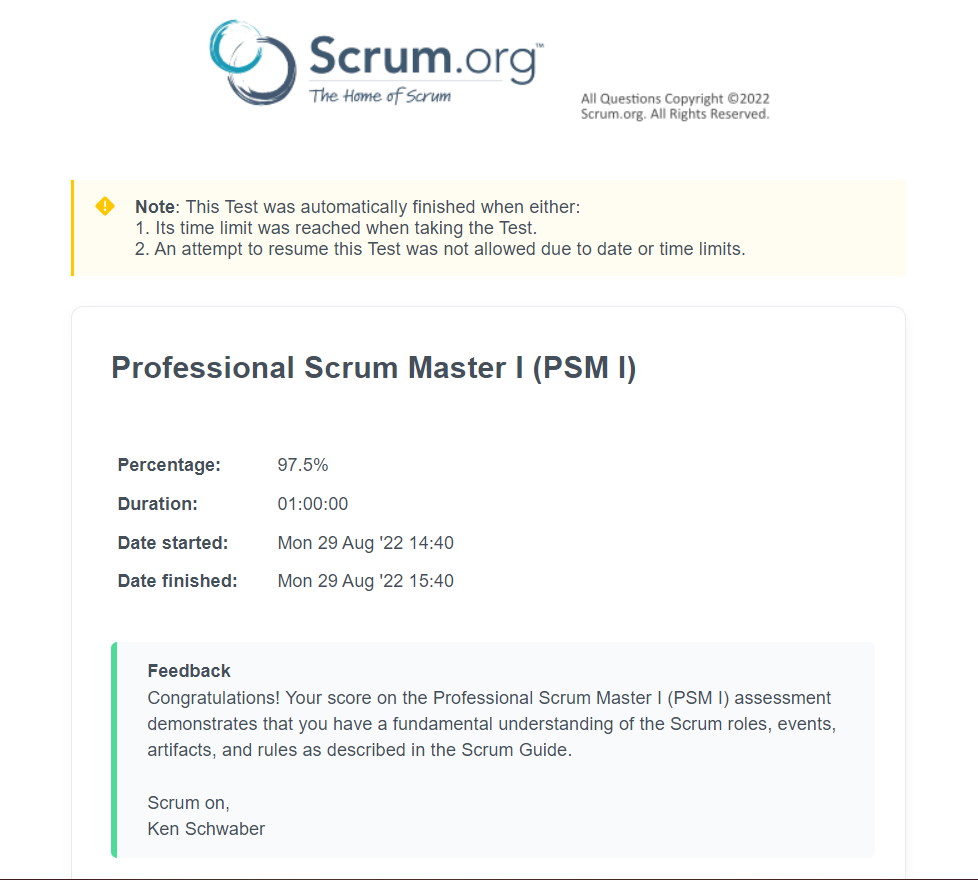 Scrum.org™
The Home of Scrum
All Questions Copyright ©2022
Scrum.org. All Rights Reserved.
Note: This Test was automatically finished when either:
1. Its time limit was reached when taking the Test.
2. An attempt to resume this Test was not allowed due to date or time limits.
Professional Scrum Master I (PSM I)
Percentage: 97.5%
Duration: 01:00:00
Date started: Mon 29 Aug '22 14:40
Date finished: Mon 29 Aug '22 15:40
Feedback
Congratulations! Your score on the Professional Scrum Master I (PSM I) assessment
demonstrates that you have a fundamental understanding of the Scrum roles, events,
artifacts, and rules as described in the Scrum Guide.
Scrum on,
Ken Schwaber